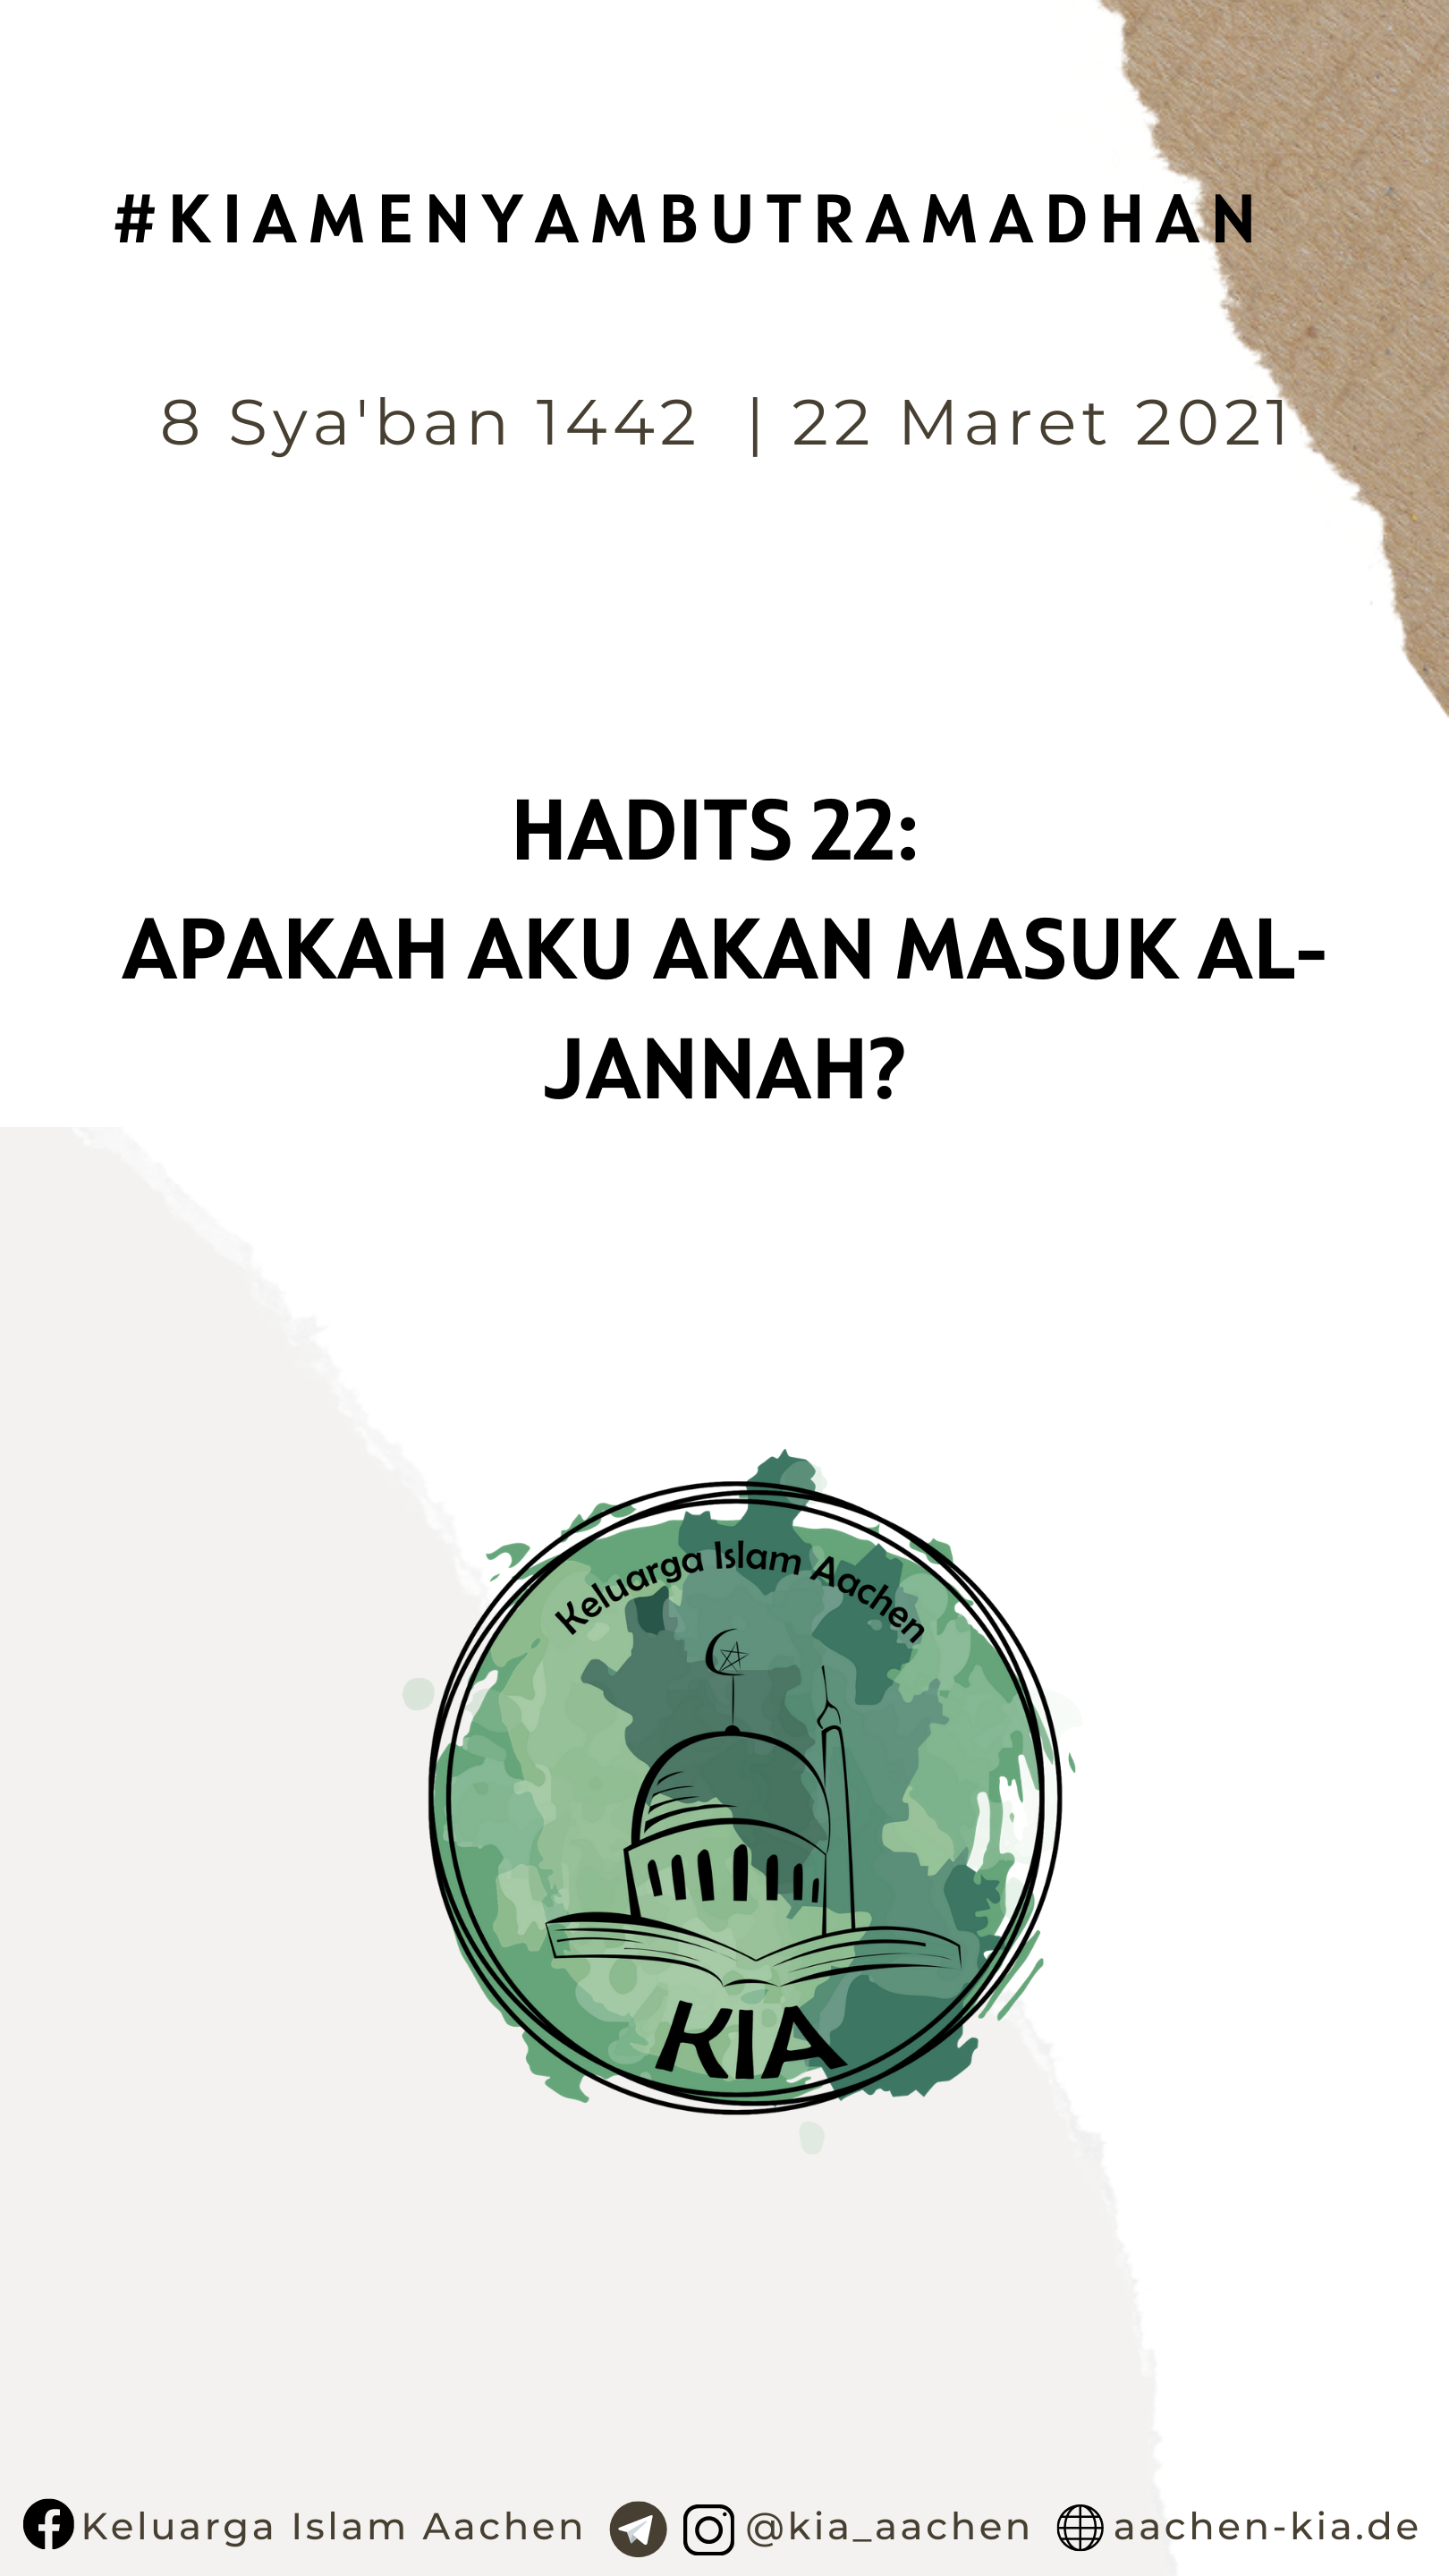 #KIAMENYAMBUTRAMADHAN
8 Sya'ban 1442 | 22 Maret 2021
HADITS 22:
APAKAH AKU AKAN MASUK AL-
JANNAH?
Keluarga Islam Aachen
KIA
Keluarga Islam Aachen @kia_aachen aachen-kia.de